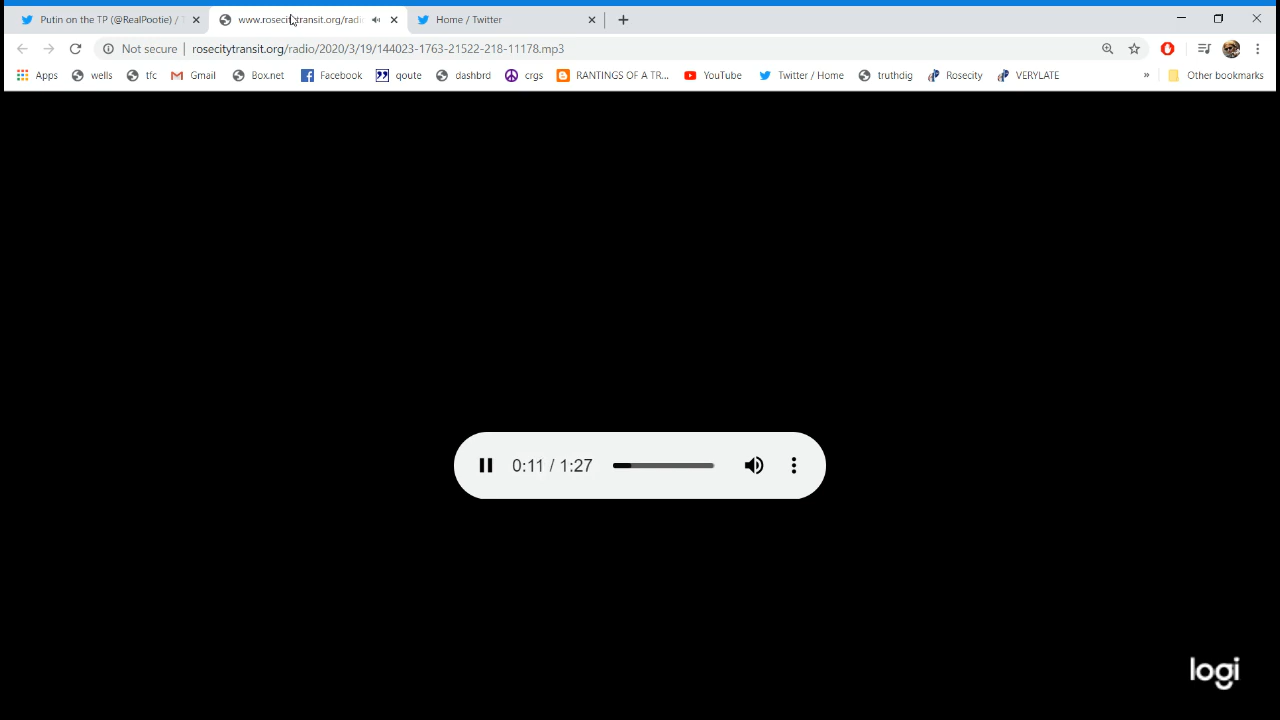 Putin on the TP (@RealPootie) /
www.rosecitytransit.org/radi
Home / Twitter
Not secure
rosecitytransit.org/radio/2020/3/19/144023-1763-21522-218-11178.mp3
Apps wells tfc Gmail Box.net Facebook qoute dashbrd crgs RANTINGS OF A TR... YouTube Twitter / Home truthdig Rosecity VERYLATE » Other bookmarks
0:11 / 1:27
logi